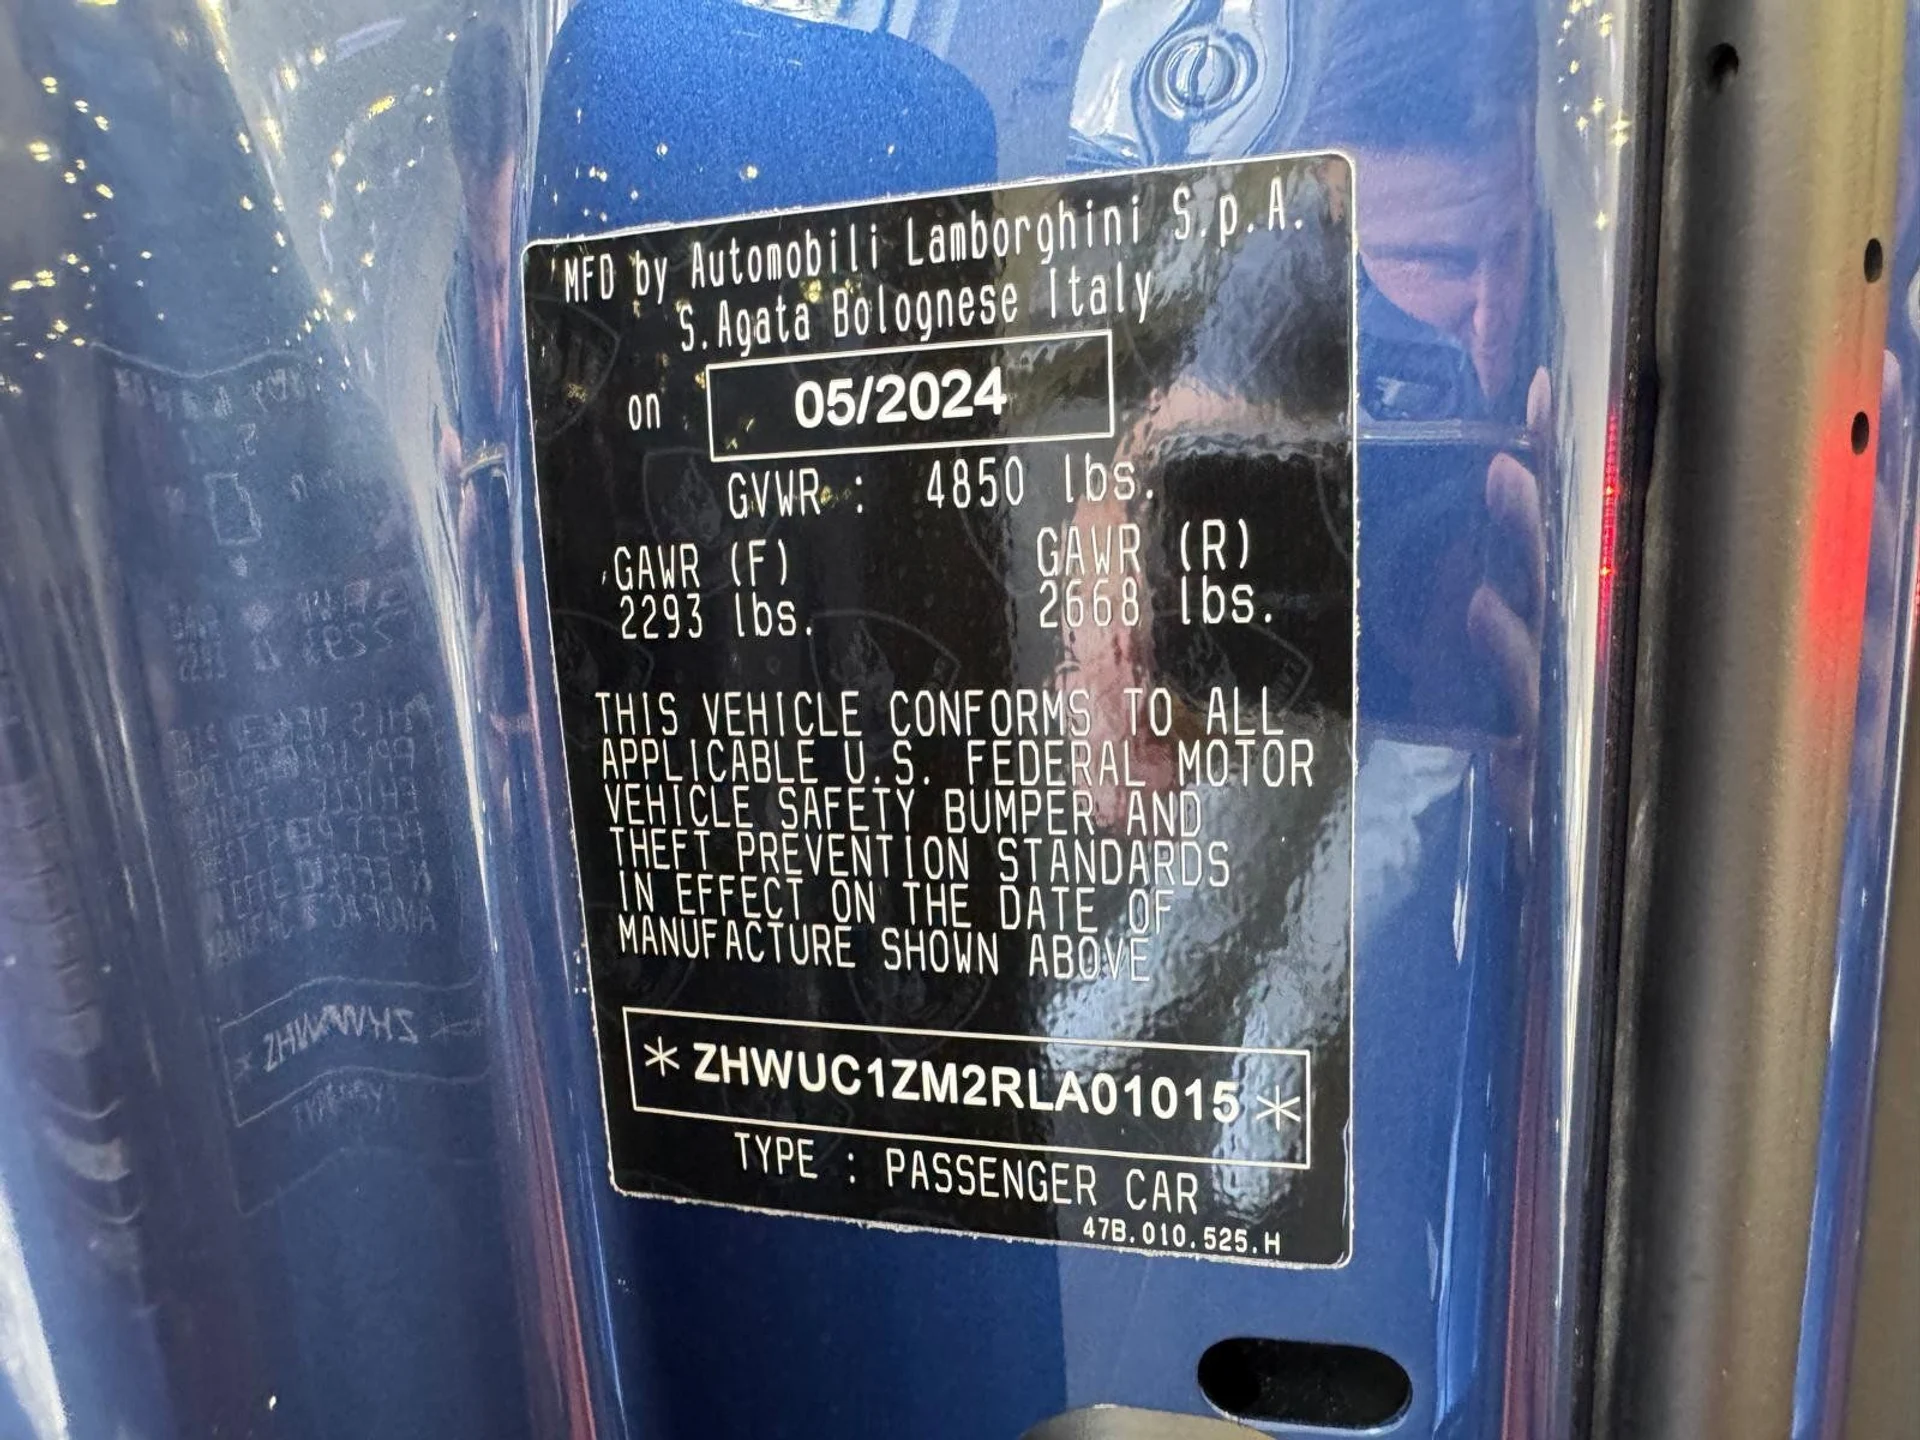 MFD by Automobili Lamborghini S.p.A.
S.Agata Bolognese Italy
on 05/2024
GVWR : 4850 lbs.
GAWR (F) GAWR (R)
2293 lbs. 2668 lbs.
THIS VEHICLE CONFORMS TO ALL
APPLICABLE U.S. FEDERAL MOTOR
VEHICLE SAFETY BUMPER AND
THEFT PREVENTION STANDARDS
IN EFFECT ON THE DATE OF
MANUFACTURE SHOWN ABOVE
* ZHWUC1ZM2RLA01015 *
TYPE : PASSENGER CAR
47B.010.525.H